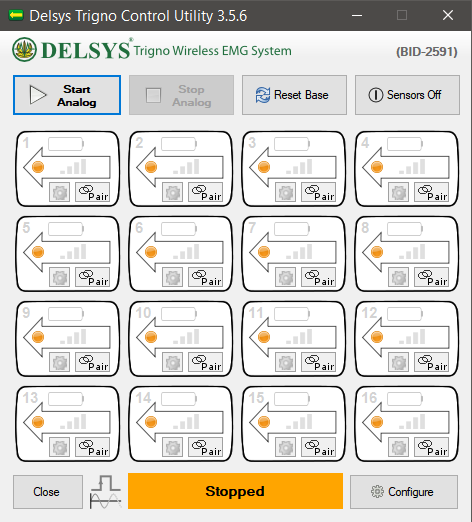 Delsys Trigno Control Utility 3.5.6
DELSYS® Trigno Wireless EMG System (BID-2591)
Start Analog
Stop Analog
Reset Base
Sensors Off
1 2 3 4
Pair Pair Pair Pair
5 6 7 8
Pair Pair Pair Pair
9 10 11 12
Pair Pair Pair Pair
13 14 15 16
Pair Pair Pair Pair
Close Stopped Configure